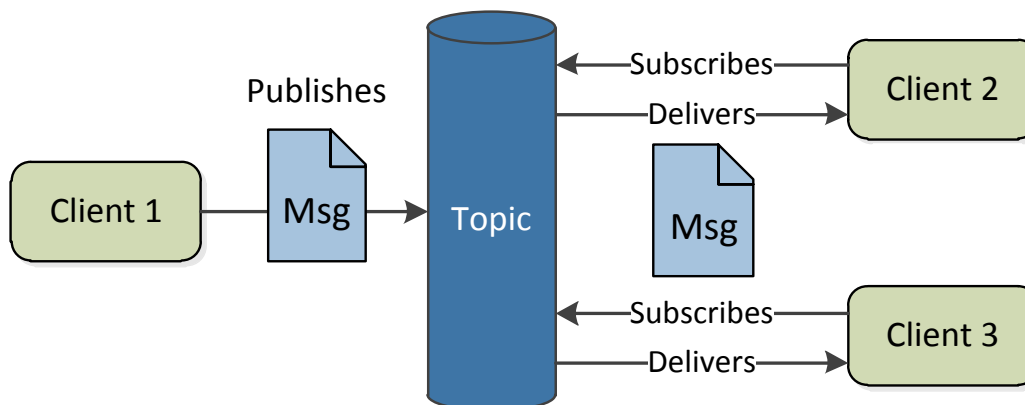 Publishes
Client 1
Msg
Topic
Subscribes
Delivers
Client 2
Msg
Subscribes
Delivers
Client 3